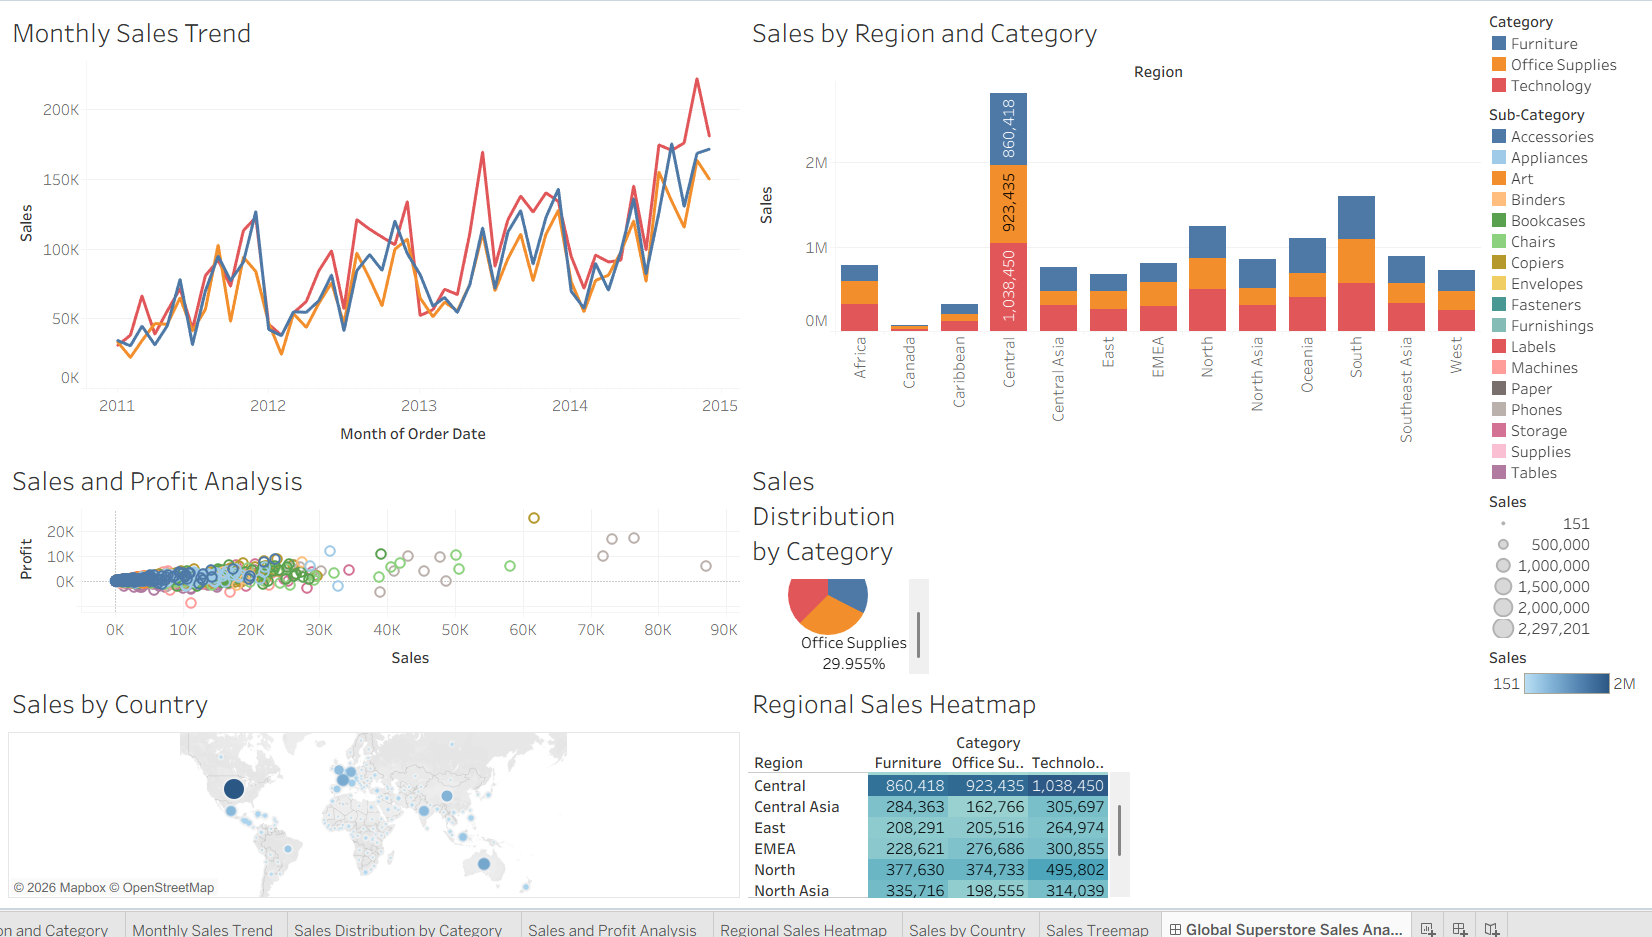 Monthly Sales Trend
Sales
200K
150K
100K
50K
0K
2011 2012 2013 2014 2015
Month of Order Date
Sales by Region and Category
Region
Sales
2M
1M
0M
860,418
923,435
1,038,450
Africa
Canada
Caribbean
Central
Central Asia
East
EMEA
North
North Asia
Oceania
South
Southeast Asia
West
Category
Furniture
Office Supplies
Technology
Sub-Category
Accessories
Appliances
Art
Binders
Bookcases
Chairs
Copiers
Envelopes
Fasteners
Furnishings
Labels
Machines
Paper
Phones
Storage
Supplies
Tables
Sales
151
500,000
1,000,000
1,500,000
2,000,000
2,297,201
Sales
151 2M
Sales and Profit Analysis
Profit
20K
10K
0K
0K 10K 20K 30K 40K 50K 60K 70K 80K 90K
Sales
Sales
Distribution
by Category
Office Supplies
29.955%
Sales by Country
© 2026 Mapbox © OpenStreetMap
Regional Sales Heatmap
Category
Region Furniture Office Su.. Technolo..
Central 860,418 923,435 1,038,450
Central Asia 284,363 162,766 305,697
East 208,291 205,516 264,974
EMEA 228,621 276,686 300,855
North 377,630 374,733 495,802
North Asia 335,716 198,555 314,039
on and Category Monthly Sales Trend Sales Distribution by Category Sales and Profit Analysis Regional Sales Heatmap Sales by Country Sales Treemap Global Superstore Sales Ana...